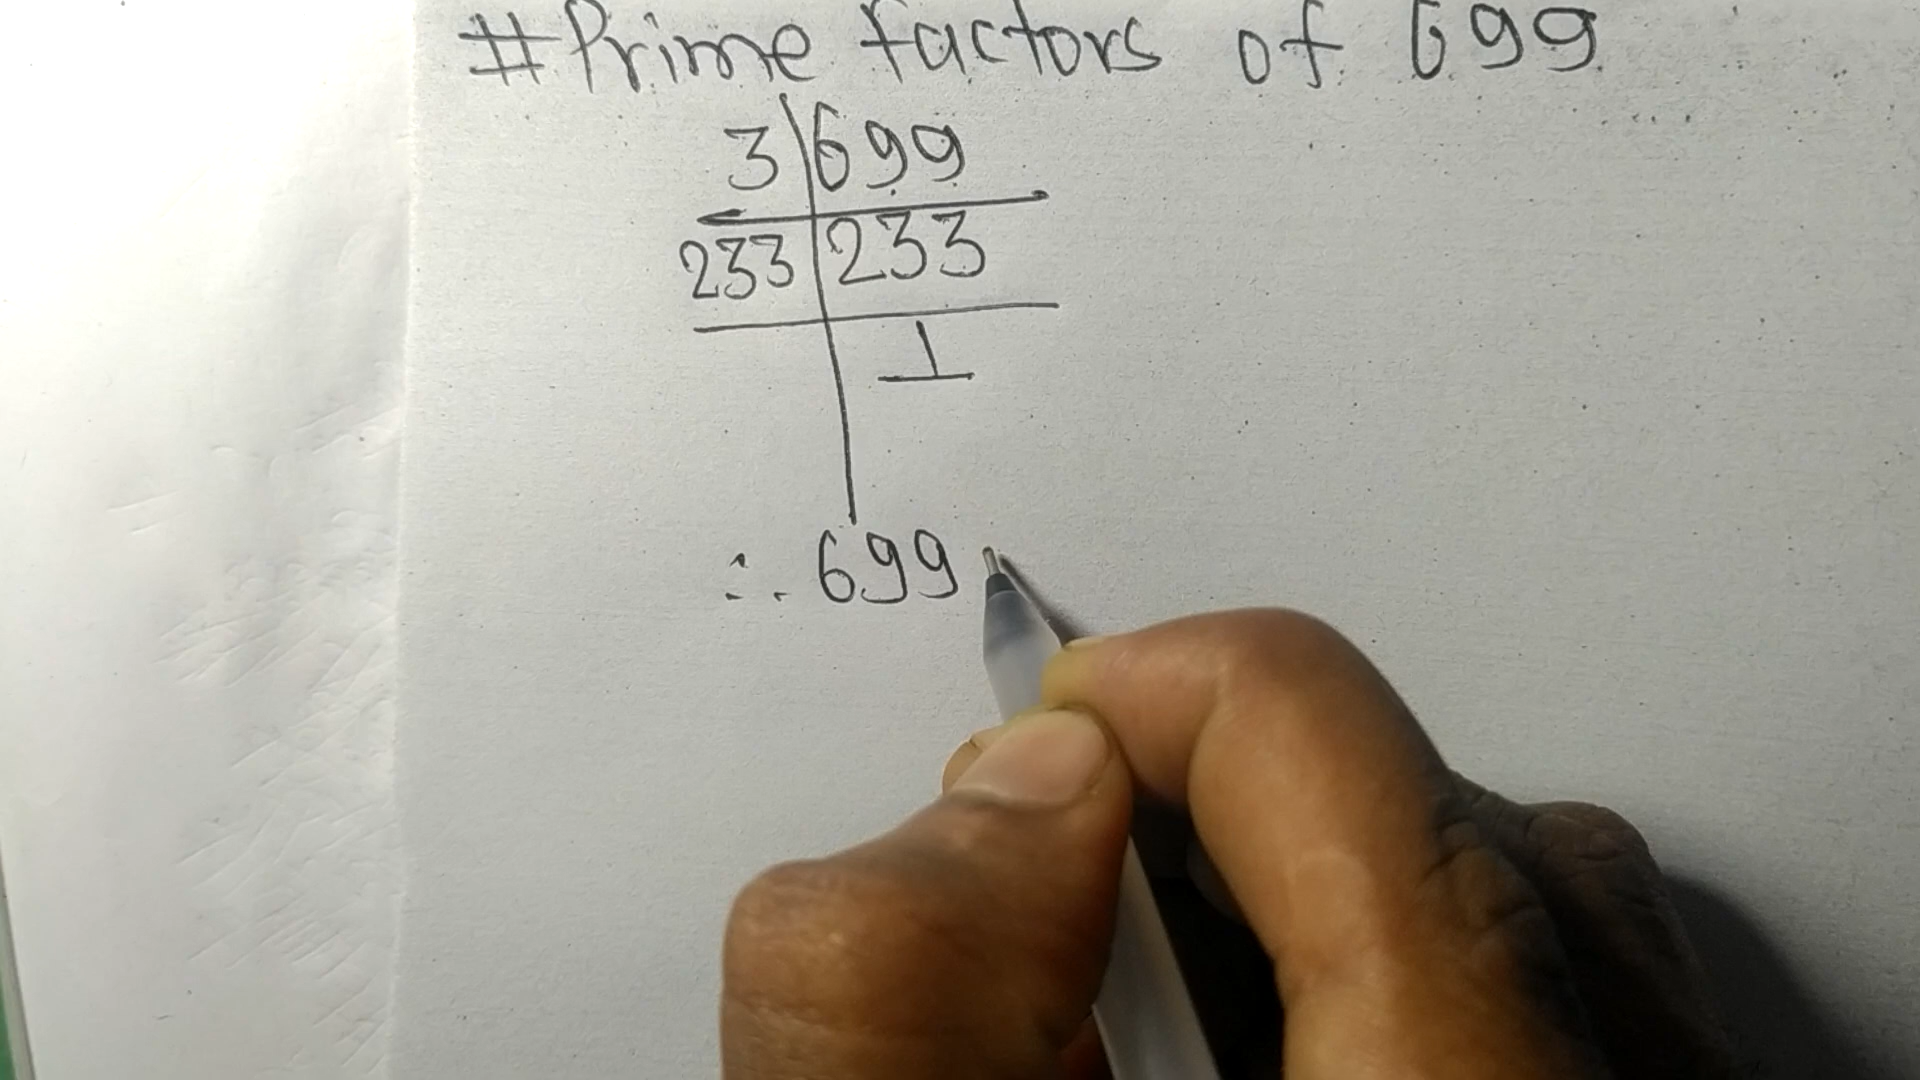 #Prime factors of 699
3 699
233 233
1
∴ 699